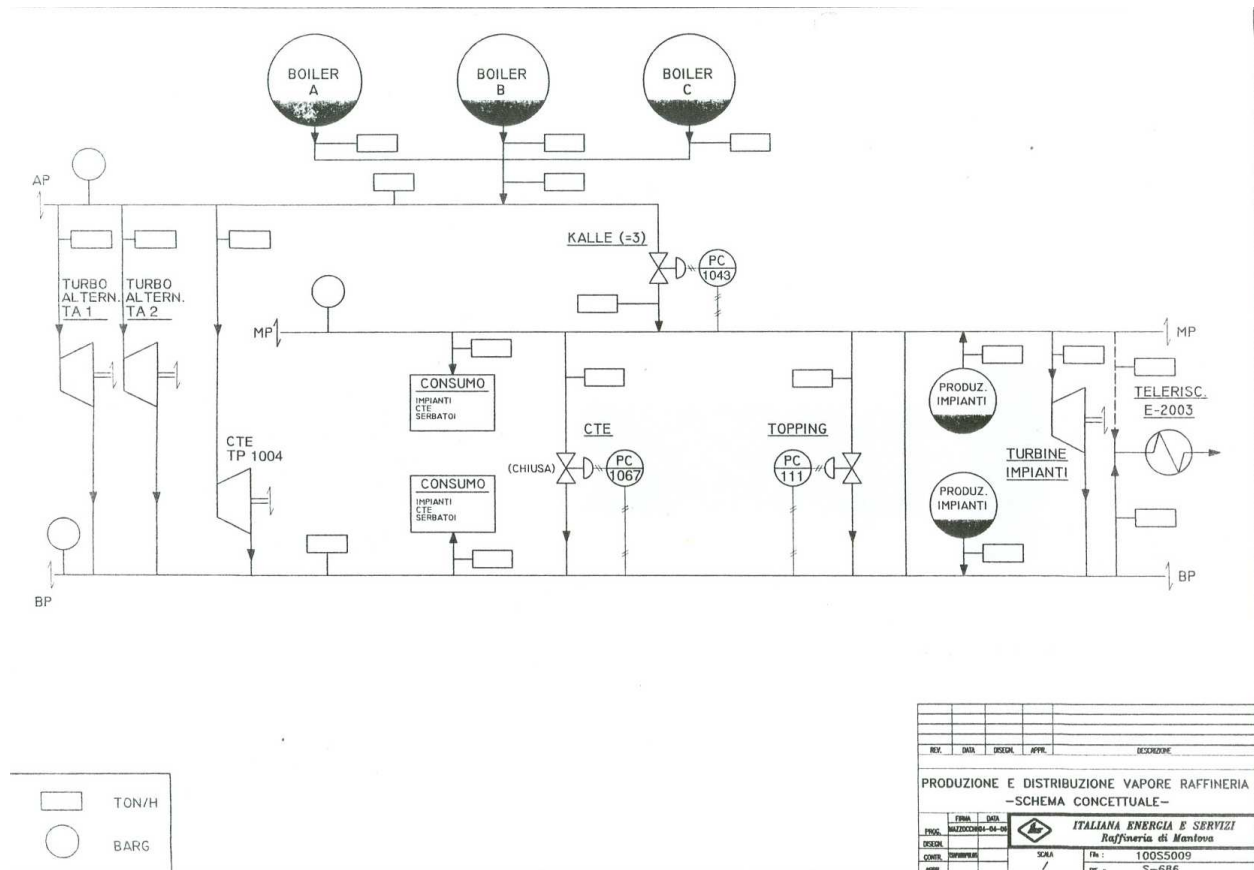 BOILER
A
BOILER
B
BOILER
C
AP
KALLE (=3)
PC
1043
TURBO
ALTERN.
TA 1
TURBO
ALTERN.
TA 2
MP
MP
CONSUMO
IMPIANTI
CTE
SERBATOI
PRODUZ.
IMPIANTI
TELERISC.
E-2003
CTE
TP 1004
CTE
(CHIUSA)
PC
1067
TOPPING
PC
111
TURBINE
IMPIANTI
CONSUMO
IMPIANTI
CTE
SERBATOI
PRODUZ.
IMPIANTI
BP
BP
REV. DATA DISEGN. APPR. DESCRIZIONE
PRODUZIONE E DISTRIBUZIONE VAPORE RAFFINERIA
-SCHEMA CONCETTUALE-
FIRMA DATA
PROG.
DISEGN.
CONTR.
ITALIANA ENERGIA E SERVIZI
Raffineria di Mantova
SCALA
/
File : 100S5009
S-686
TON/H
BARG